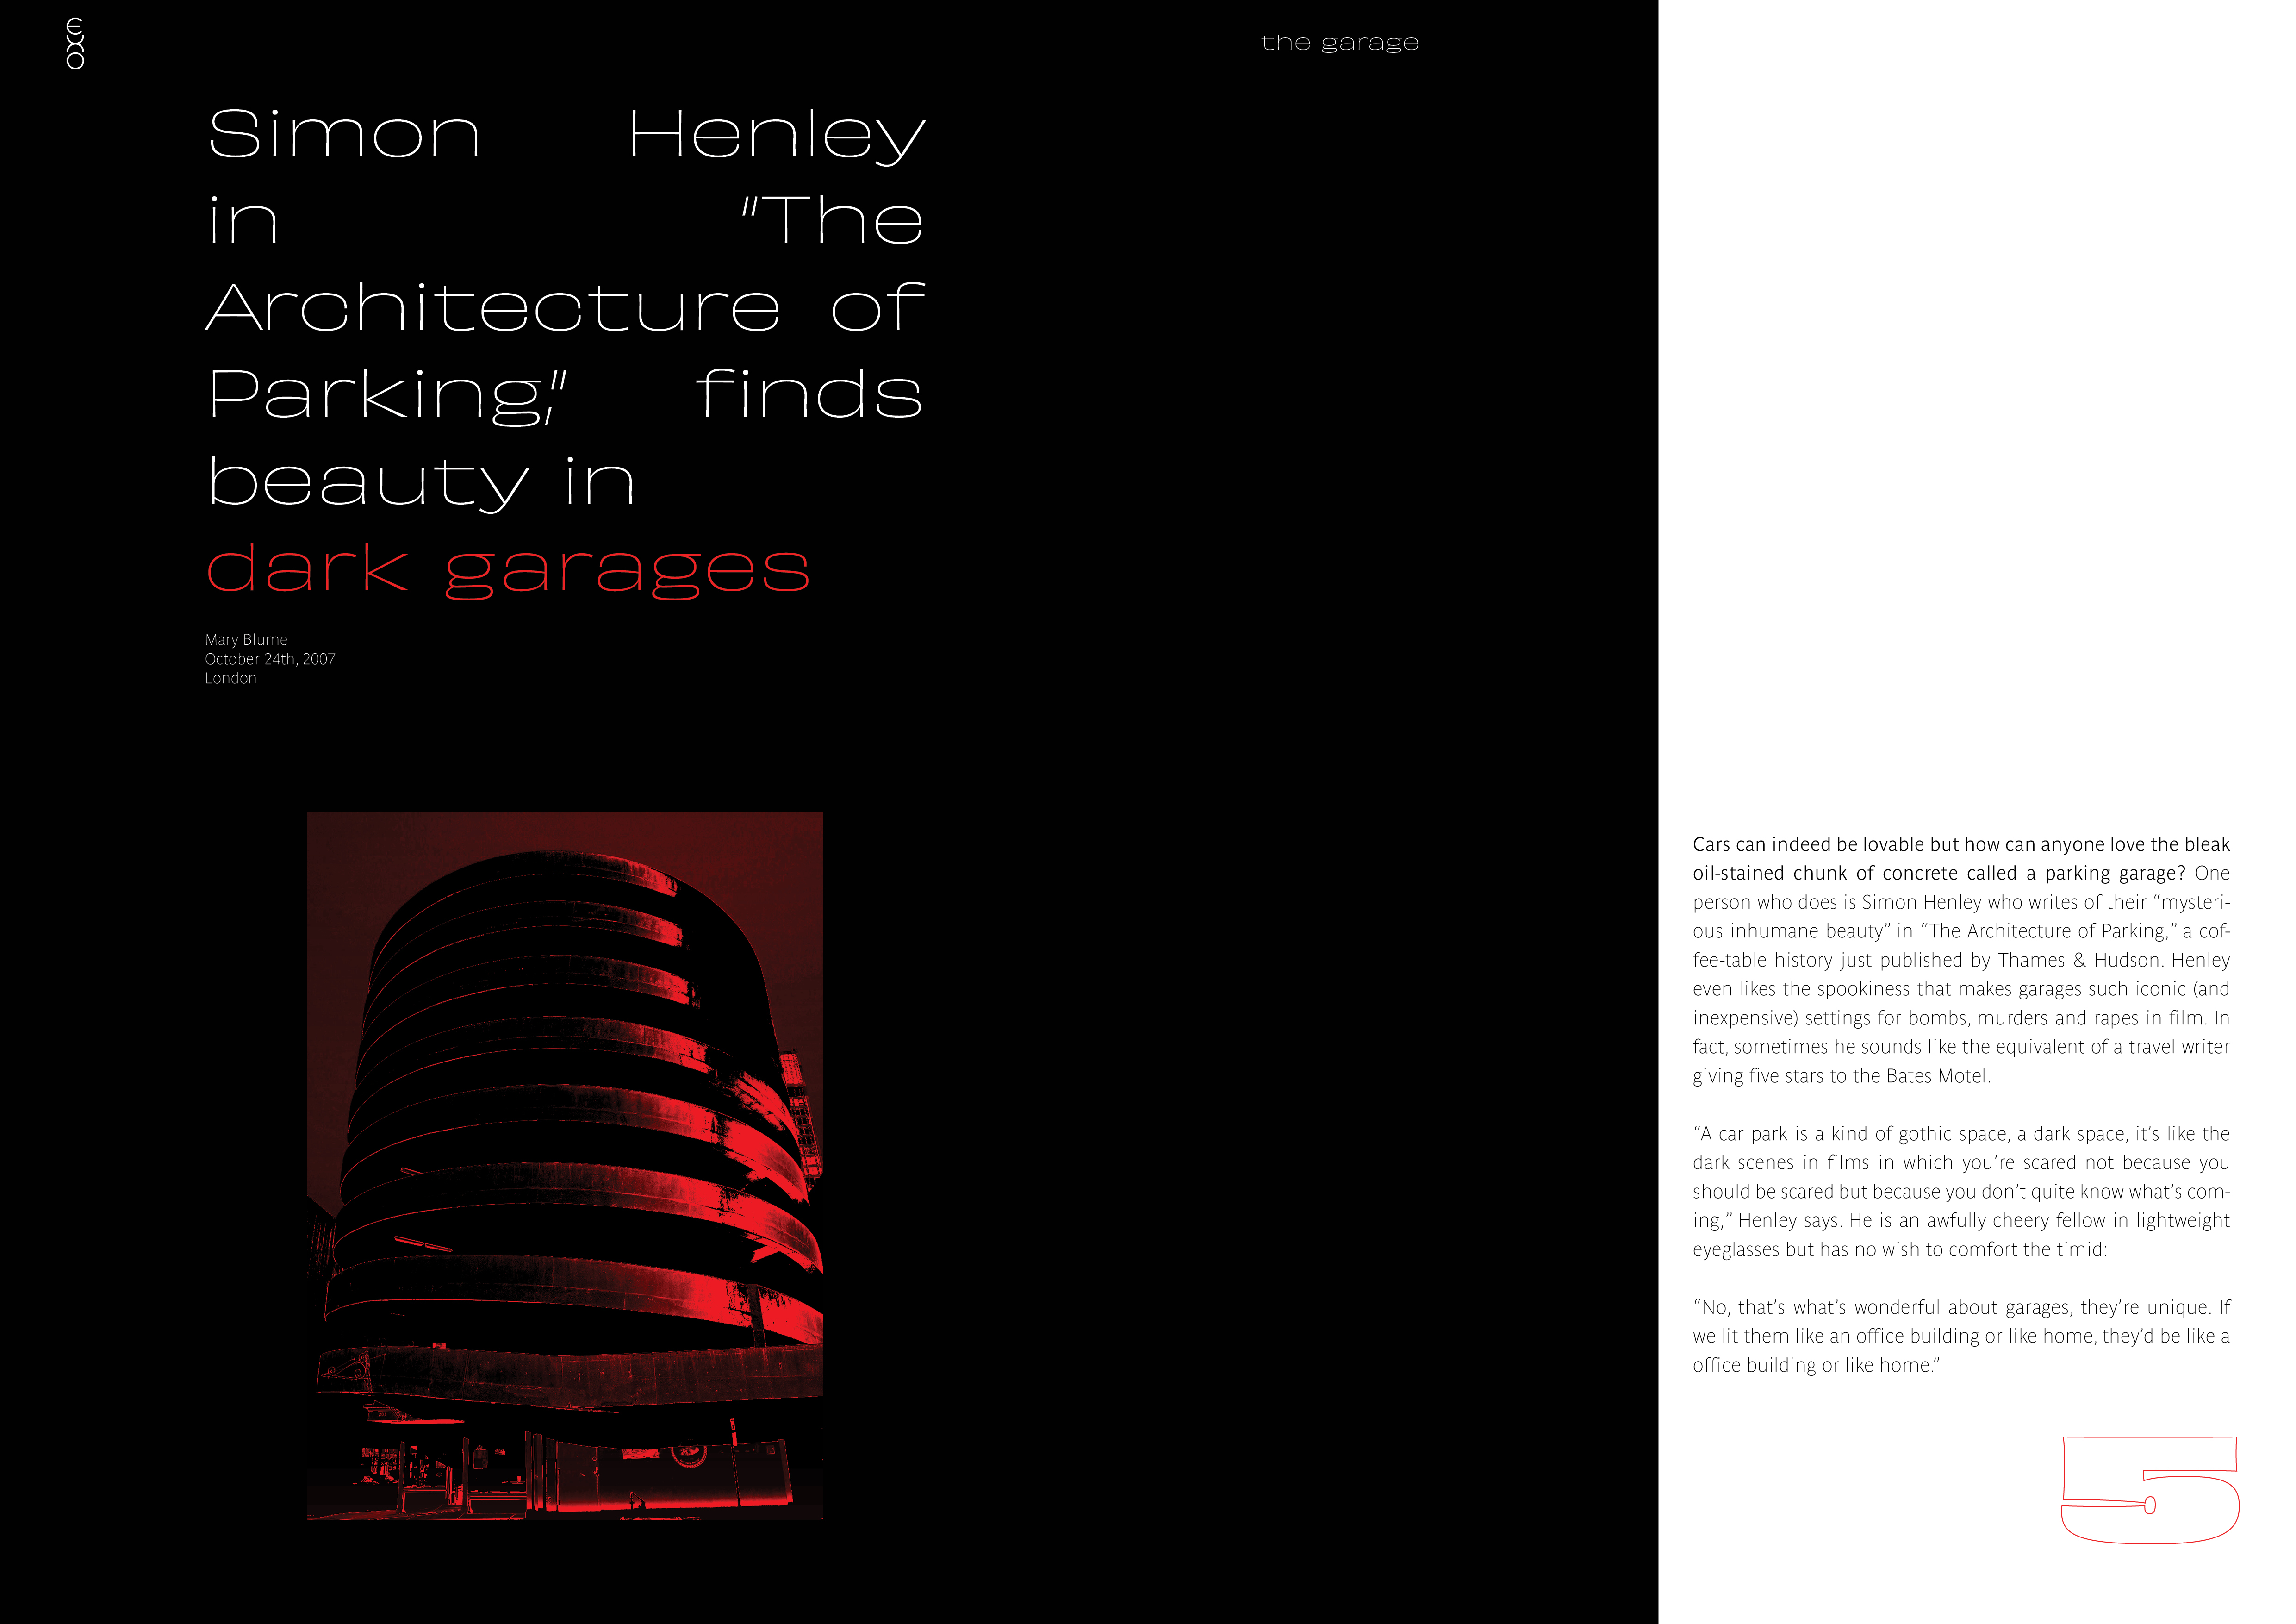 exo
the garage
Simon Henley
in "The
Architecture of
Parking," finds
beauty in
dark garages
Mary Blume
October 24th, 2007
London
Cars can indeed be lovable but how can anyone love the bleak
oil-stained chunk of concrete called a parking garage? One
person who does is Simon Henley who writes of their “mysteri-
ous inhumane beauty” in “The Architecture of Parking,” a cof-
fee-table history just published by Thames & Hudson. Henley
even likes the spookiness that makes garages such iconic (and
inexpensive) settings for bombs, murders and rapes in film. In
fact, sometimes he sounds like the equivalent of a travel writer
giving five stars to the Bates Motel.
“A car park is a kind of gothic space, a dark space, it’s like the
dark scenes in films in which you’re scared not because you
should be scared but because you don’t quite know what’s com-
ing,” Henley says. He is an awfully cheery fellow in lightweight
eyeglasses but has no wish to comfort the timid:
“No, that’s what’s wonderful about garages, they’re unique. If
we lit them like an office building or like home, they’d be like a
office building or like home.”
5